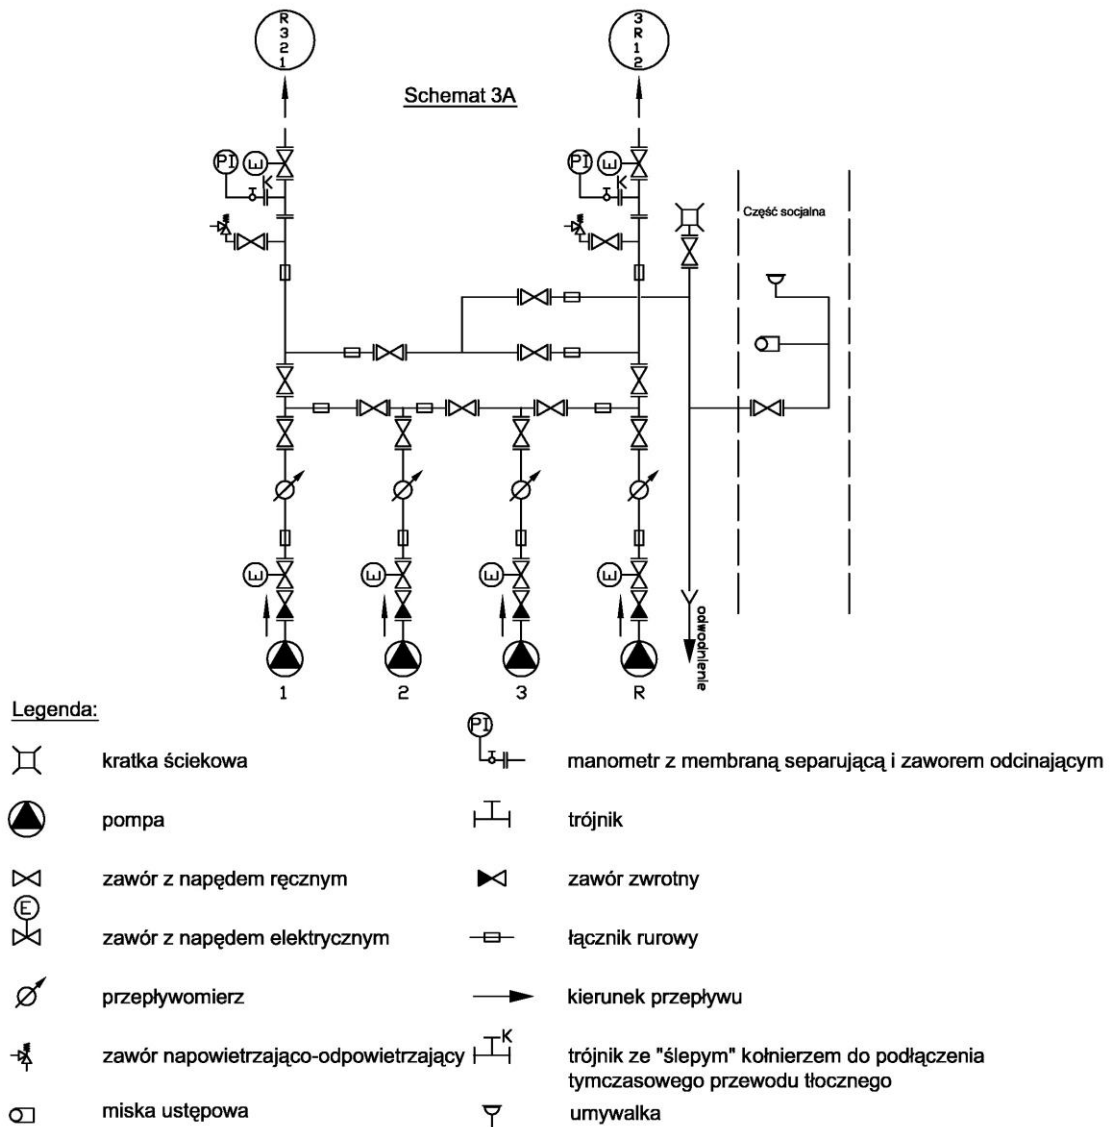 R 3 2 1
3 R 1 2
Schemat 3A
PI E
K
PI E
K
Część socjalna
E E E E
odwodnienie
1 2 3 R
Legenda:
PI
kratka ściekowa
manometr z membraną separującą i zaworem odcinającym
pompa
trójnik
zawór z napędem ręcznym
zawór zwrotny
E
zawór z napędem elektrycznym
łącznik rurowy
przepływomierz
kierunek przepływu
zawór napowietrzająco-odpowietrzający
K
trójnik ze "ślepym" kołnierzem do podłączenia
tymczasowego przewodu tłocznego
miska ustępowa
umywalka